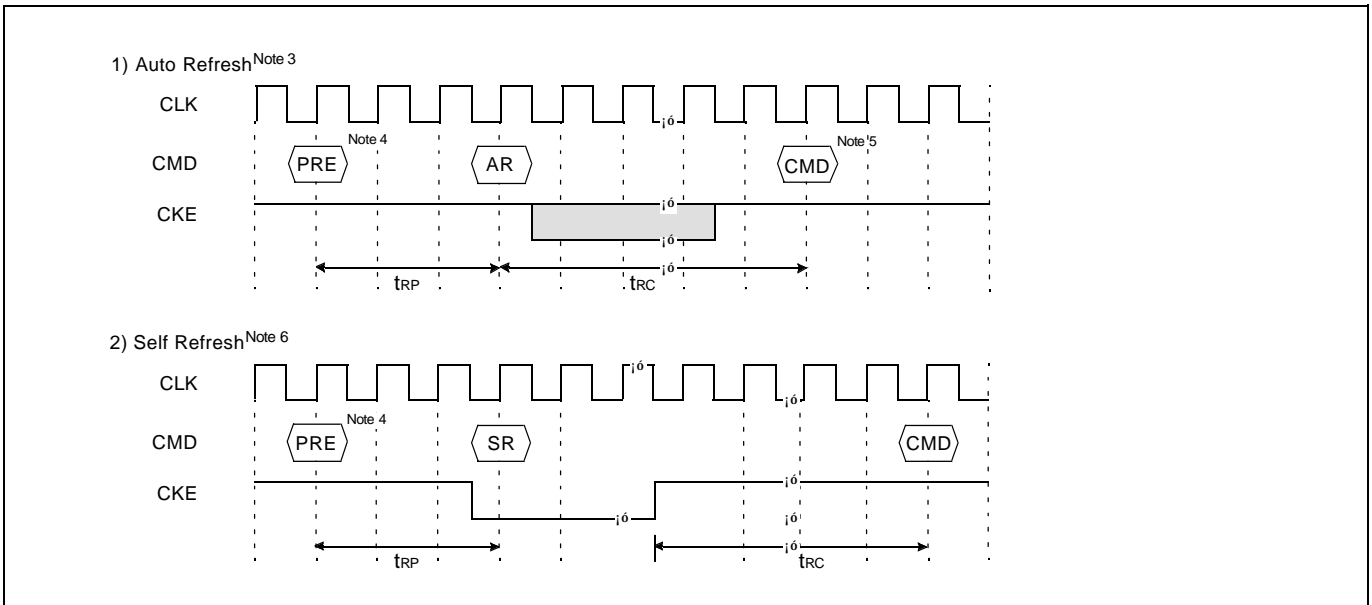 1) Auto Refresh Note 3
CLK
¡ó
CMD
PRE
Note 4
AR
CMD
Note 5
CKE
¡ó
¡ó
¡ó
tRP
tRC
2) Self Refresh Note 6
CLK
¡ó
¡ó
CMD
PRE
Note 4
SR
CMD
CKE
¡ó
¡ó
¡ó
¡ó
tRP
tRC